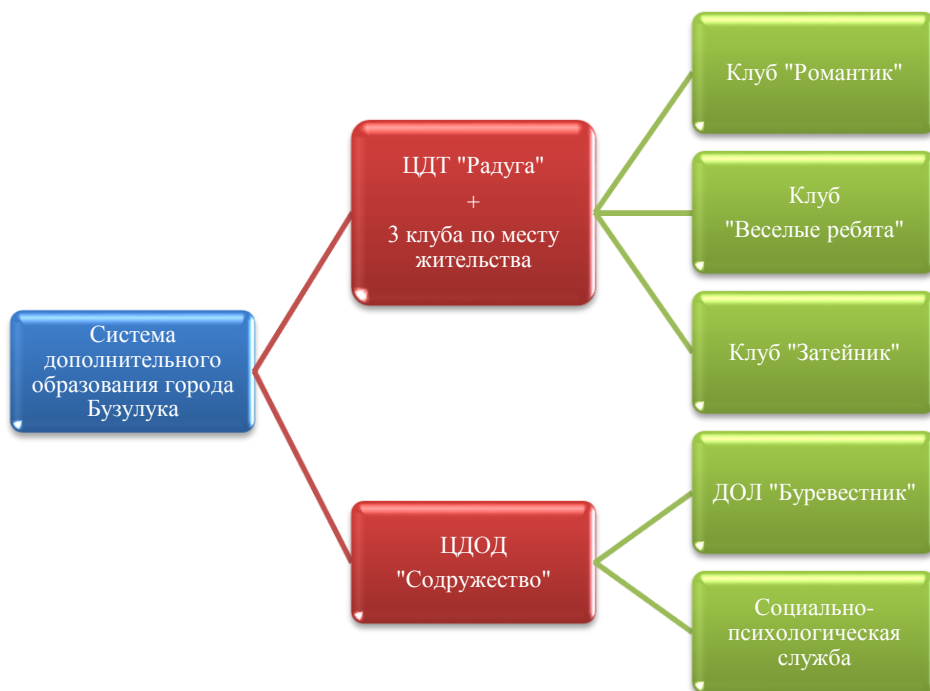 Система
дополнительного
образования города
Бузулука
ЦДТ "Радуга"
+
3 клуба по месту
жительства
Клуб "Романтик"
Клуб
"Веселые ребята"
Клуб "Затейник"
ЦДОД
"Содружество"
ДОЛ "Буревестник"
Социально-
психологическая
служба